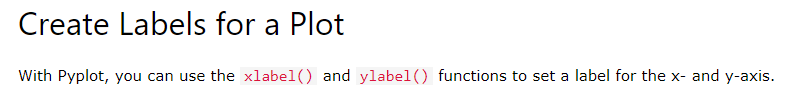 Create Labels for a Plot
With Pyplot, you can use the xlabel() and ylabel() functions to set a label for the x- and y-axis.